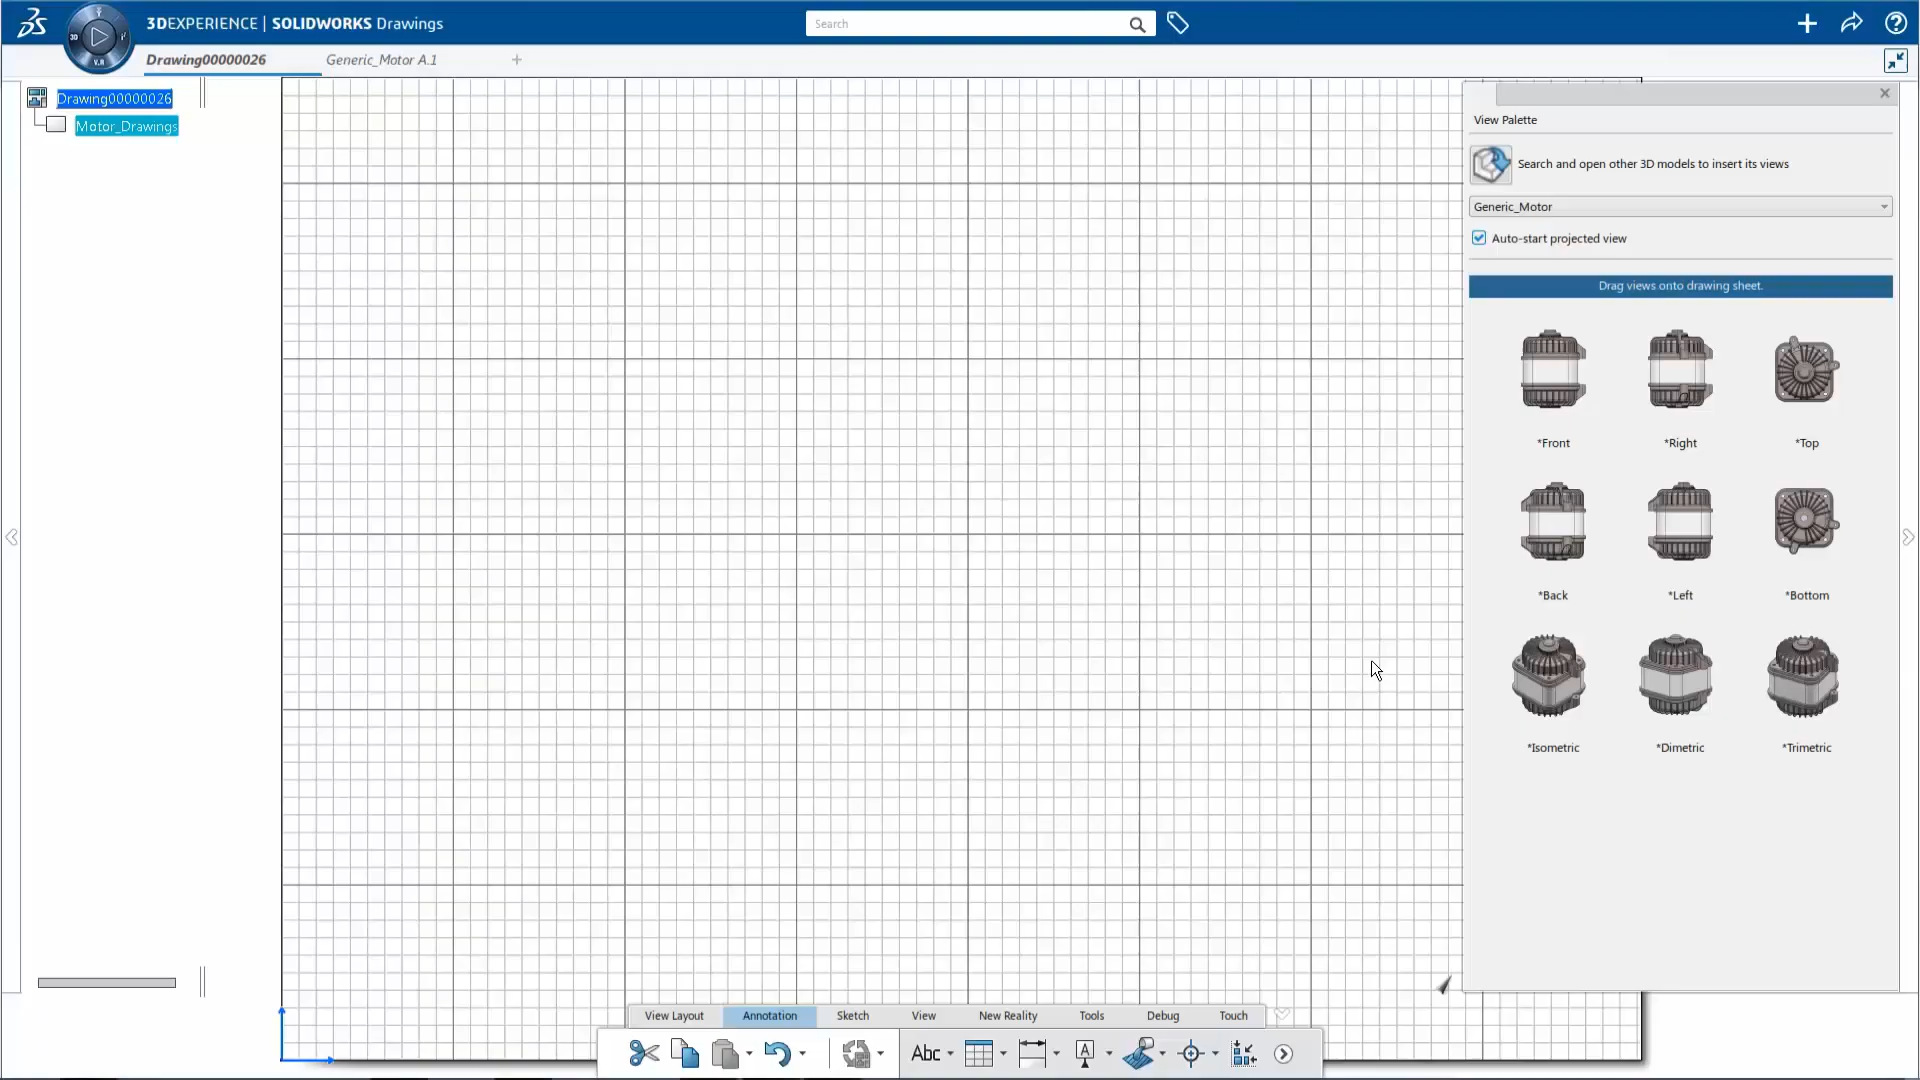 3DEXPERIENCE | SOLIDWORKS Drawings
Search
Drawing00000026
Generic_Motor A.1
+
Drawing00000026
Motor_Drawings
View Palette
Search and open other 3D models to insert its views
Generic_Motor
Auto-start projected view
Drag views onto drawing sheet.
*Front
*Right
*Top
*Back
*Left
*Bottom
*Isometric
*Dimetric
*Trimetric
View Layout
Annotation
Sketch
View
New Reality
Tools
Debug
Touch
Abc
A
3D
V.R